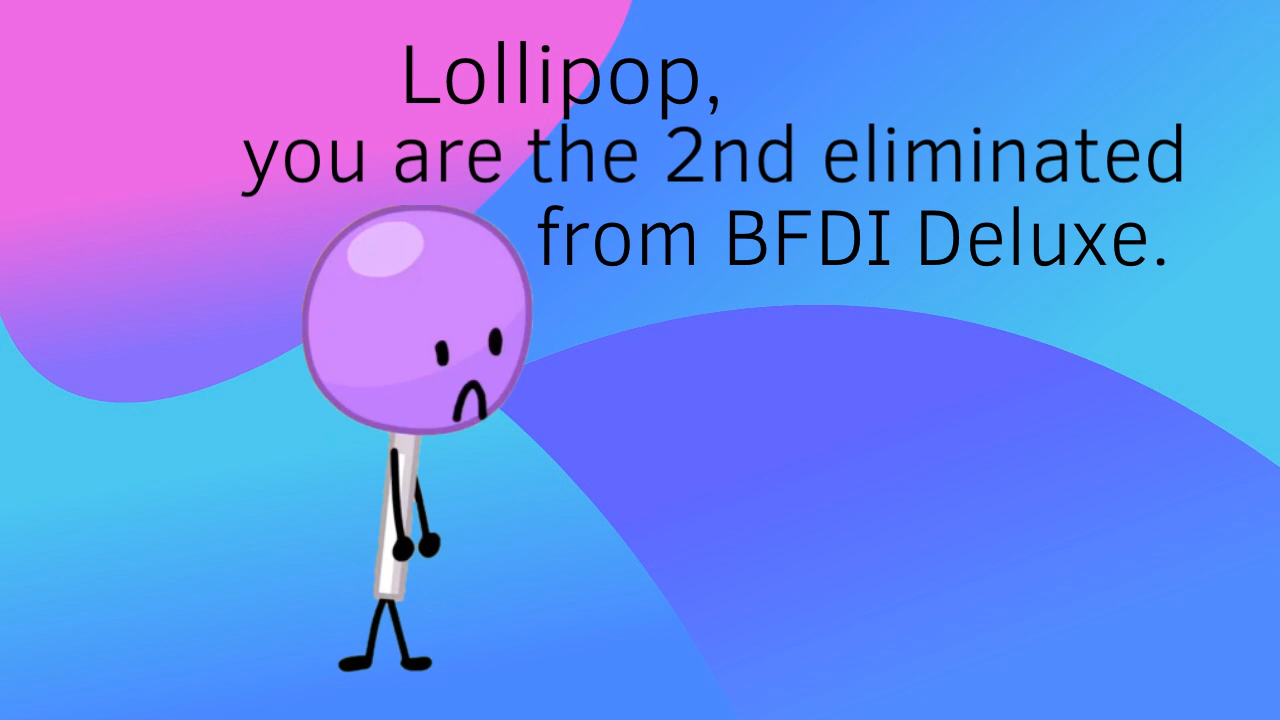 Lollipop,
you are the 2nd eliminated
from BFDI Deluxe.